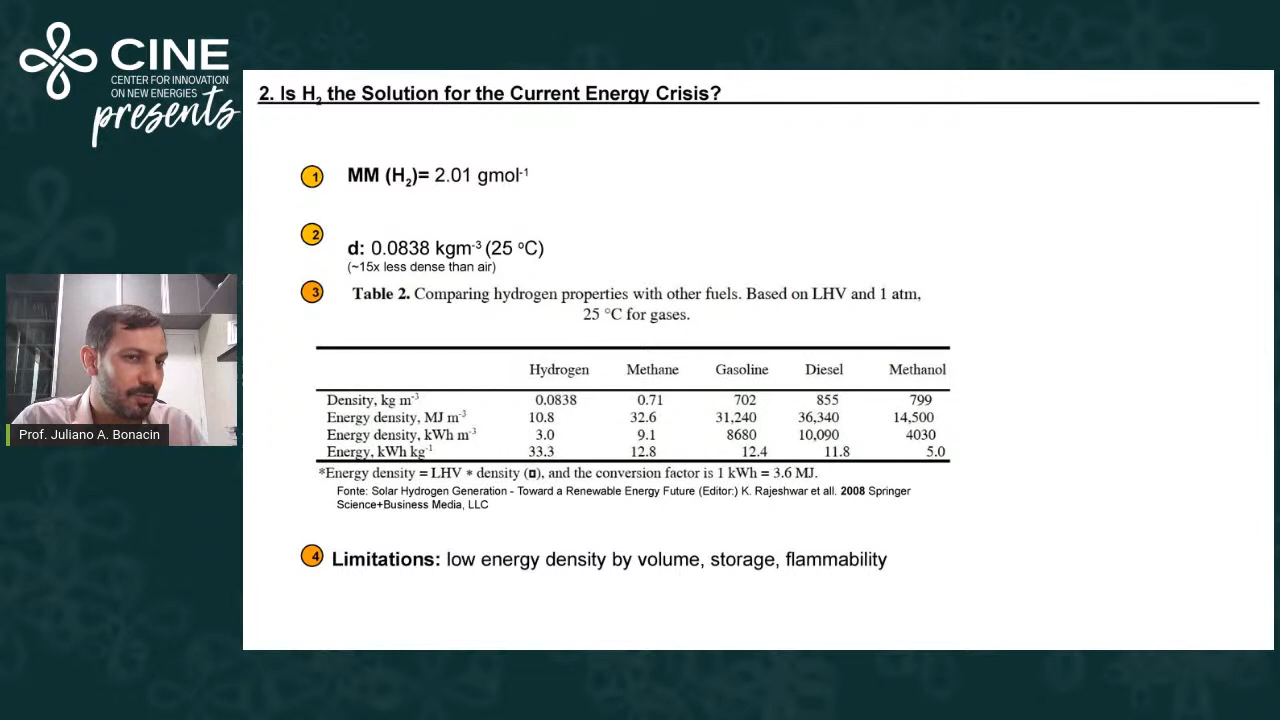 CINE
CENTER FOR INNOVATION
ON NEW ENERGIES
presents
2. Is H2 the Solution for the Current Energy Crisis?
1 MM (H2)= 2.01 gmol-1
2
d: 0.0838 kgm-3 (25 oC)
(~15x less dense than air)
3 Table 2. Comparing hydrogen properties with other fuels. Based on LHV and 1 atm,
25 °C for gases.
Hydrogen Methane Gasoline Diesel Methanol
Density, kg m-3 0.0838 0.71 702 855 799
Energy density, MJ m-3 10.8 32.6 31,240 36,340 14,500
Energy density, kWh m-3 3.0 9.1 8680 10,090 4030
Energy, kWh kg-1 33.3 12.8 12.4 11.8 5.0
*Energy density = LHV * density (◘), and the conversion factor is 1 kWh = 3.6 MJ.
Fonte: Solar Hydrogen Generation - Toward a Renewable Energy Future (Editor:) K. Rajeshwar et all. 2008 Springer
Science+Business Media, LLC
4 Limitations: low energy density by volume, storage, flammability
Prof. Juliano A. Bonacin